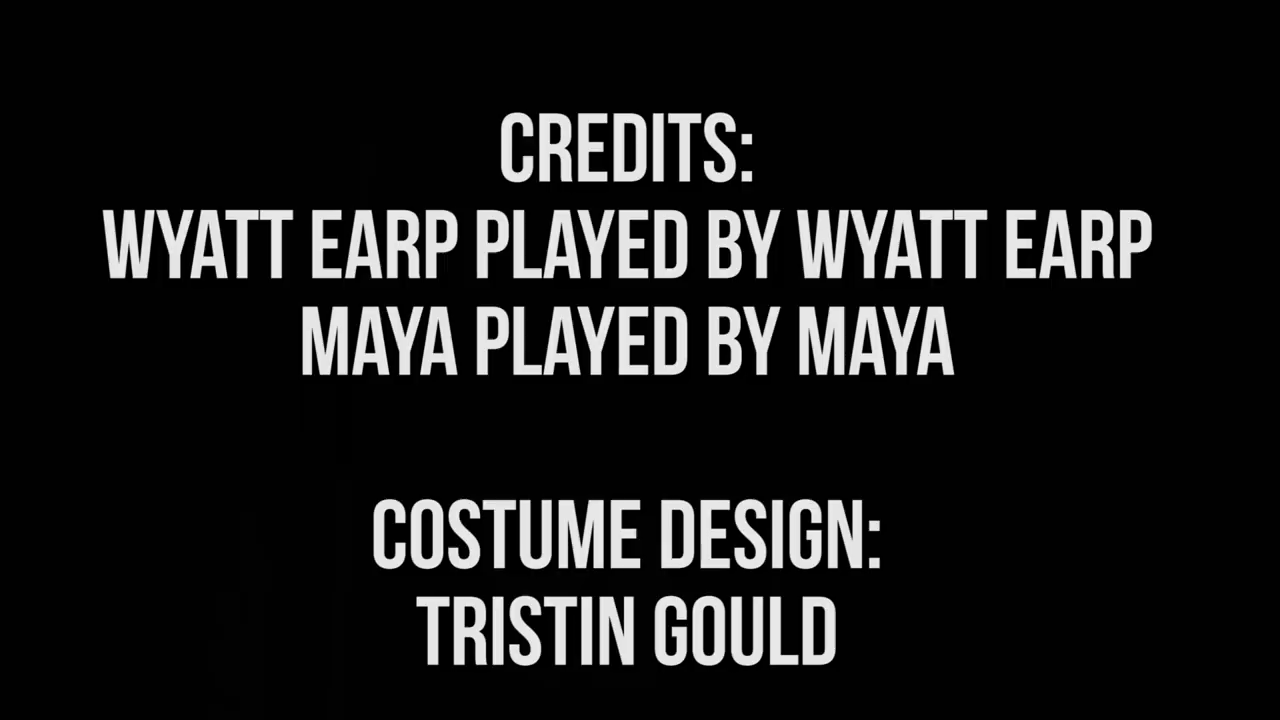 CREDITS:
WYATT EARP PLAYED BY WYATT EARP
MAYA PLAYED BY MAYA
COSTUME DESIGN:
TRISTIN GOULD